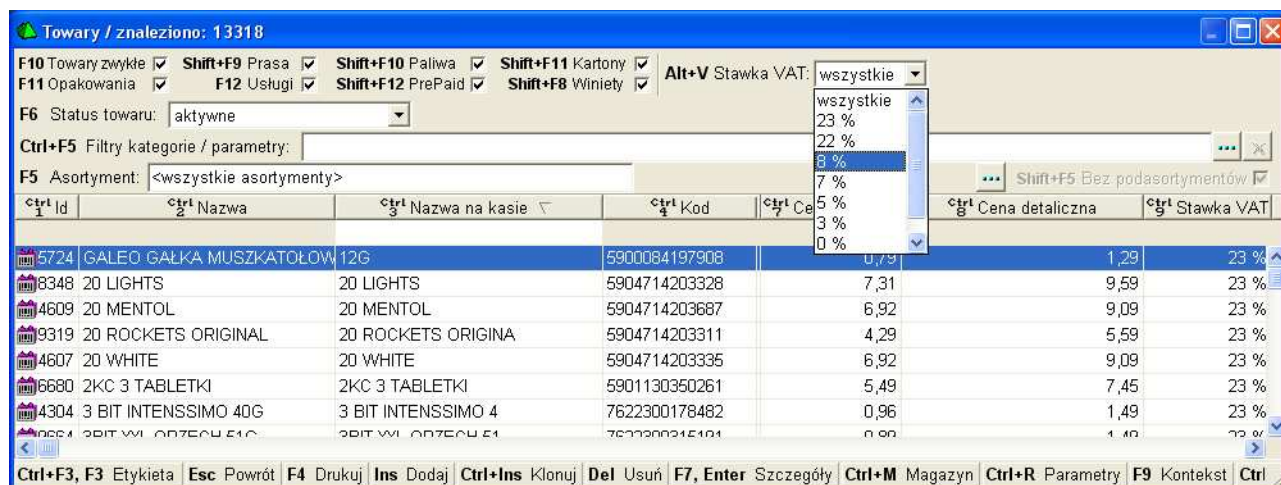 Towary / znaleziono: 13318
F10 Towary zwykłe Shift+F9 Prasa Shift+F10 Paliwa Shift+F11 Kartony Alt+V Stawka VAT: wszystkie
F11 Opakowania F12 Usługi Shift+F12 PrePaid Shift+F8 Winiety
wszystkie
23 %
22 %
8 %
7 %
5 %
3 %
0 %
F6 Status towaru: aktywne
Ctrl+F5 Filtry kategorie / parametry: ...
F5 Asortyment: <wszystkie asortymenty> ... Shift+F5 Bez podasortymentów
Ctrl 1 Id Ctrl 2 Nazwa Ctrl 3 Nazwa na kasie Ctrl 4 Kod Ctrl 7 Ce Ctrl 8 Cena detaliczna Ctrl 9 Stawka VAT
5724 GALEO GAŁKA MUSZKATOŁOW 12G 5900084197908 0,79 1,29 23 %
8348 20 LIGHTS 20 LIGHTS 5904714203328 7,31 9,59 23 %
4609 20 MENTOL 20 MENTOL 5904714203687 6,92 9,09 23 %
9319 20 ROCKETS ORIGINAL 20 ROCKETS ORIGINA 5904714203311 4,29 5,59 23 %
4607 20 WHITE 20 WHITE 5904714203335 6,92 9,09 23 %
6680 2KC 3 TABLETKI 2KC 3 TABLETKI 5901130350261 5,49 7,45 23 %
4304 3 BIT INTENSSIMO 40G 3 BIT INTENSSIMO 4 7622300178482 0,96 1,49 23 %
Ctrl+F3, F3 Etykieta Esc Powrót F4 Drukuj Ins Dodaj Ctrl+Ins Klonuj Del Usuń F7, Enter Szczegóły Ctrl+M Magazyn Ctrl+R Parametry F9 Kontekst Ctrl